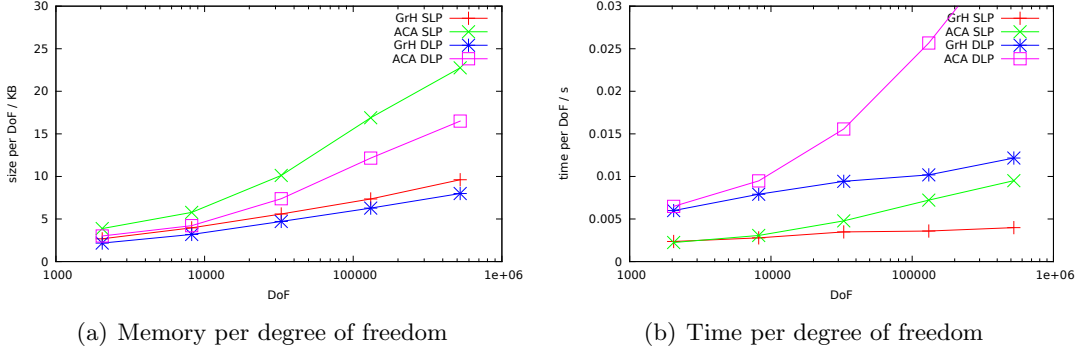 30
25
20
15
10
5
0
1000
10000
100000
1e+06
size per DoF / KB
DoF
GrH SLP
ACA SLP
GrH DLP
ACA DLP
(a) Memory per degree of freedom
0.03
0.025
0.02
0.015
0.01
0.005
0
1000
10000
100000
1e+06
time per DoF / s
DoF
GrH SLP
ACA SLP
GrH DLP
ACA DLP
(b) Time per degree of freedom